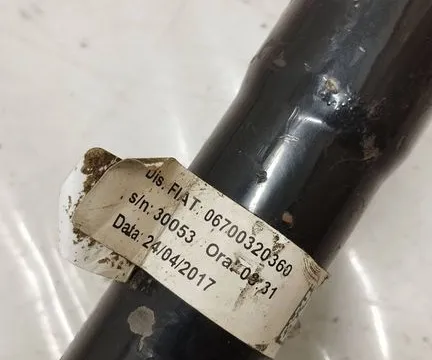 Dis. FIAT: 06700320360
s/n: 30053 Ora: 09:31
Data: 24/04/2017